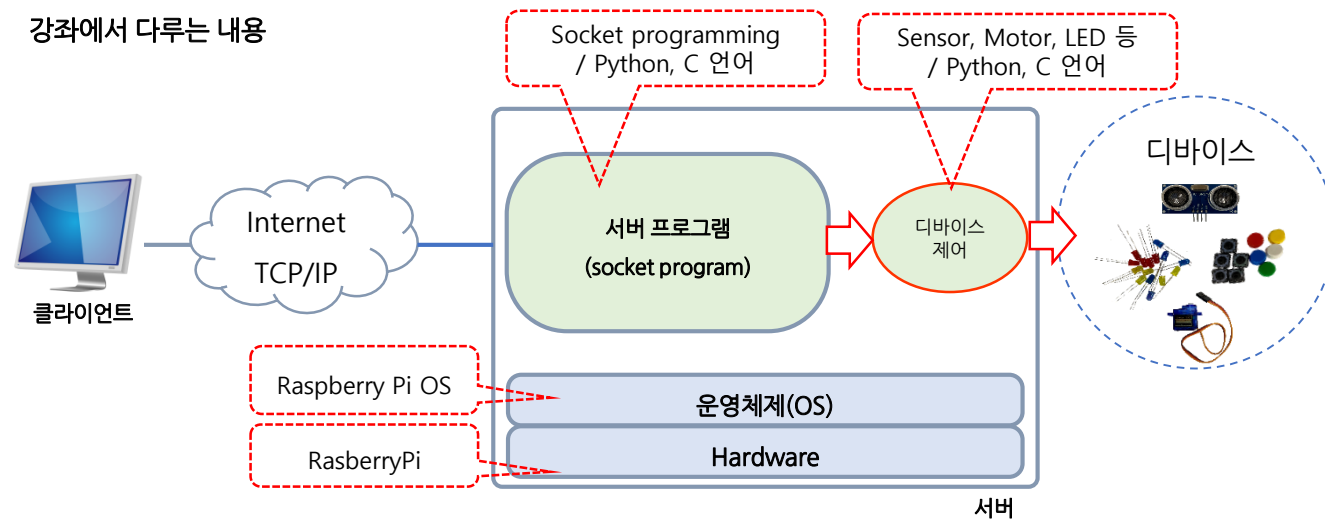 강좌에서 다루는 내용
Socket programming
/ Python, C 언어
Sensor, Motor, LED 등
/ Python, C 언어
디바이스
Internet
TCP/IP
클라이언트
서버 프로그램
(socket program)
디바이스
제어
Raspberry Pi OS
운영체제(OS)
RasberryPi
Hardware
서버